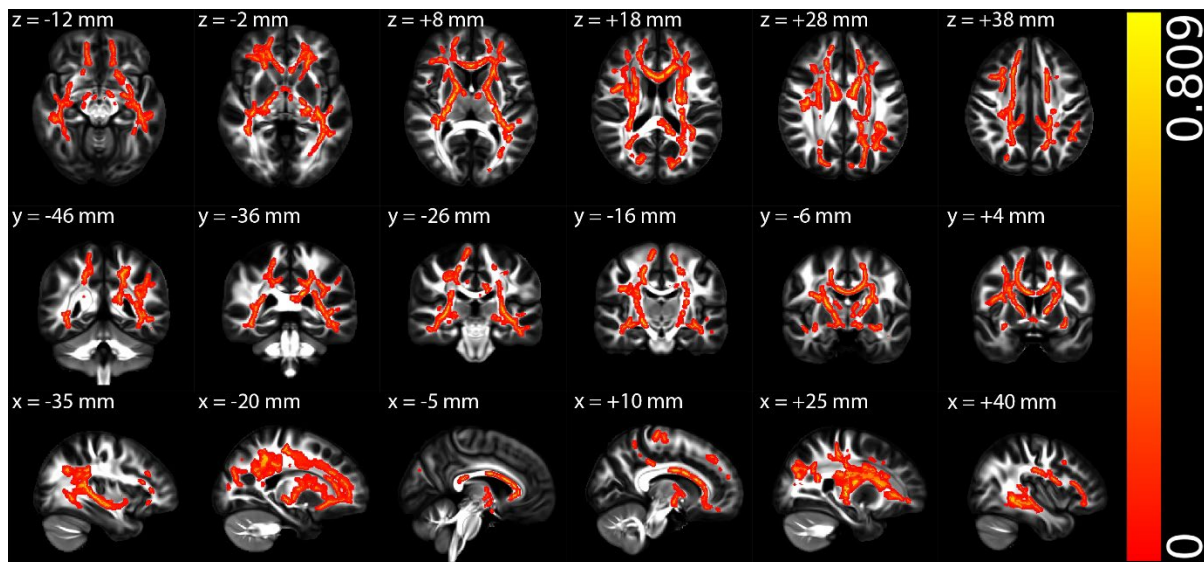 z = -12 mm
z = -2 mm
z = +8 mm
z = +18 mm
z = +28 mm
z = +38 mm
y = -46 mm
y = -36 mm
y = -26 mm
y = -16 mm
y = -6 mm
y = +4 mm
x = -35 mm
x = -20 mm
x = -5 mm
x = +10 mm
x = +25 mm
x = +40 mm
0.809
0